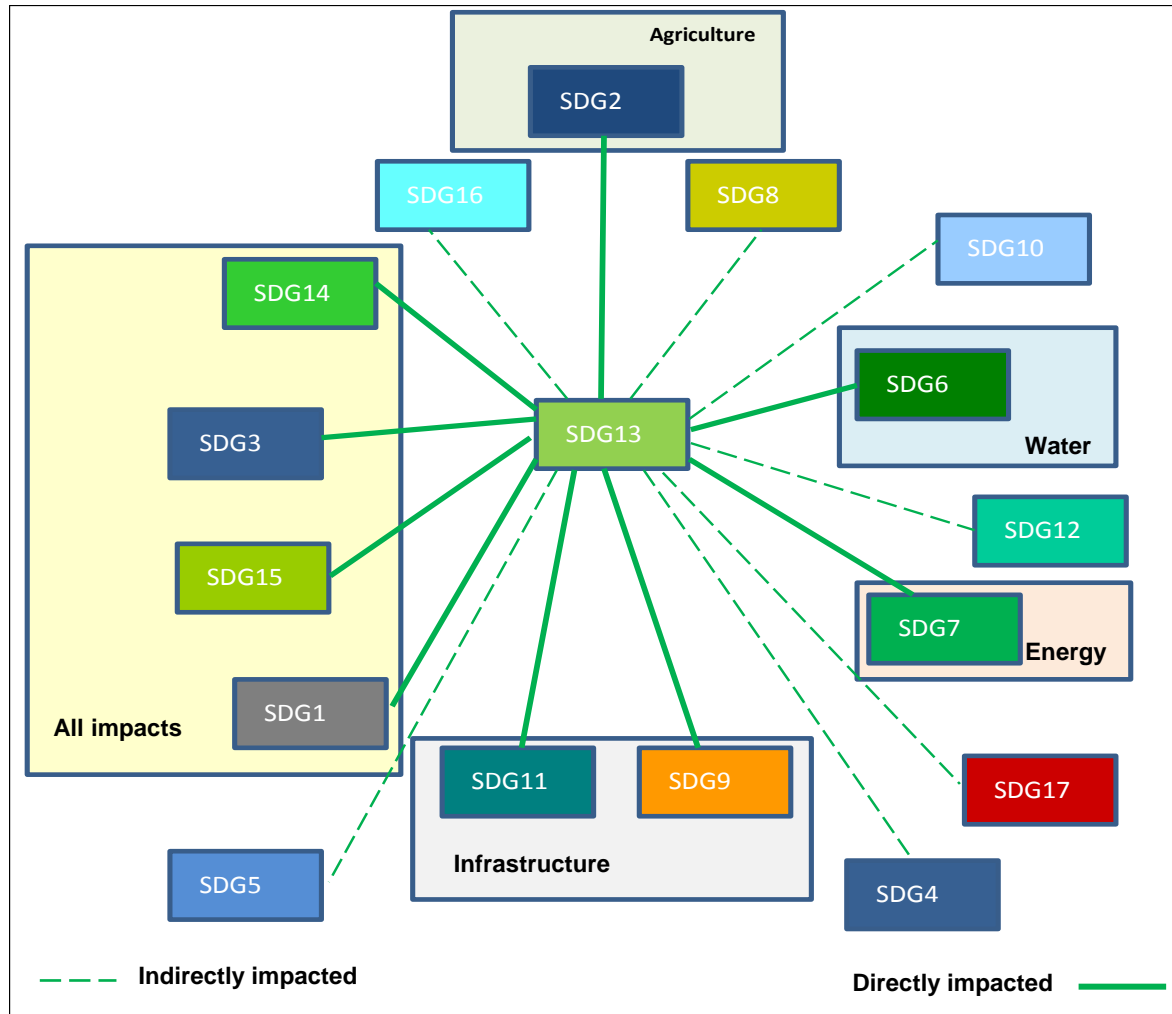 Agriculture
SDG2
SDG16
SDG8
SDG10
SDG14
SDG6
SDG3
SDG13
Water
SDG12
SDG15
SDG7
Energy
SDG1
All impacts
SDG11
SDG9
SDG17
Infrastructure
SDG5
SDG4
Indirectly impacted
Directly impacted